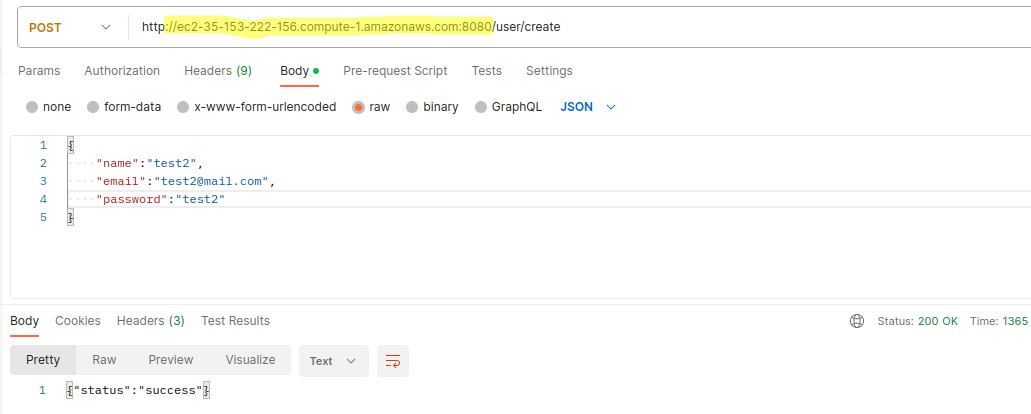 POST http://ec2-35-153-222-156.compute-1.amazonaws.com:8080/user/create
Params Authorization Headers (9) Body Pre-request Script Tests Settings
none form-data x-www-form-urlencoded raw binary GraphQL JSON
1 {
2 ····"name":"test2",
3 ····"email":"test2@mail.com",
4 ····"password":"test2"
5 }
Body Cookies Headers (3) Test Results Status: 200 OK Time: 1365
Pretty Raw Preview Visualize Text
1 {"status":"success"}